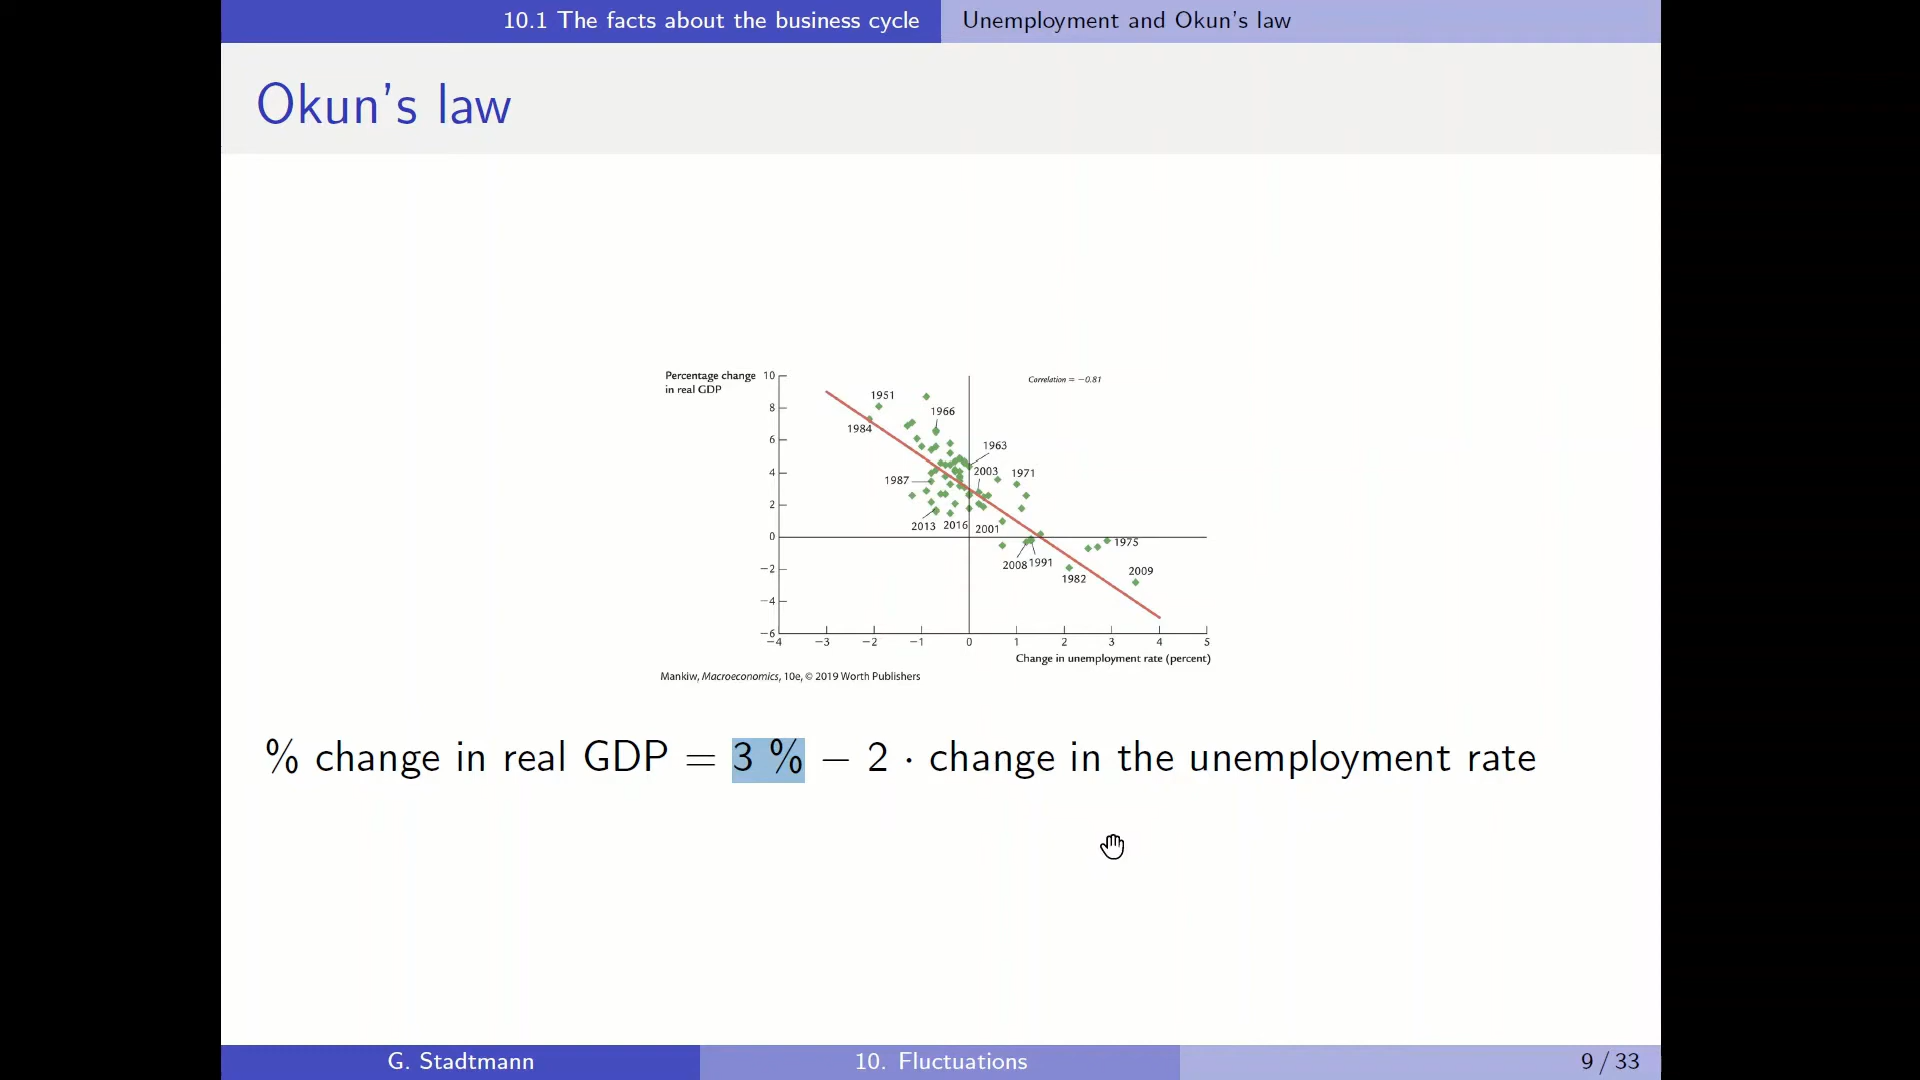 10.1 The facts about the business cycle
Unemployment and Okun's law
Okun's law
Percentage change
in real GDP
Correlation = −0.81
10
8
6
4
2
0
−2
−4
−6
1951
1966
1984
1963
2003
1971
1987
2013
2016
2001
1975
2008
1991
2009
1982
−4
−3
−2
−1
0
1
2
3
4
5
Change in unemployment rate (percent)
Mankiw, Macroeconomics, 10e, © 2019 Worth Publishers
% change in real GDP = 3 % − 2 · change in the unemployment rate
G. Stadtmann
10. Fluctuations
9 / 33